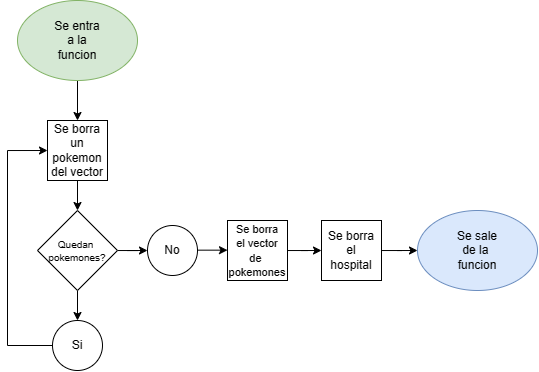 Se entra
a la
funcion
Se borra
un
pokemon
del vector
Quedan
pokemones?
No
Se borra
el vector
de
pokemones
Se borra
el
hospital
Se sale
de la
funcion
Si